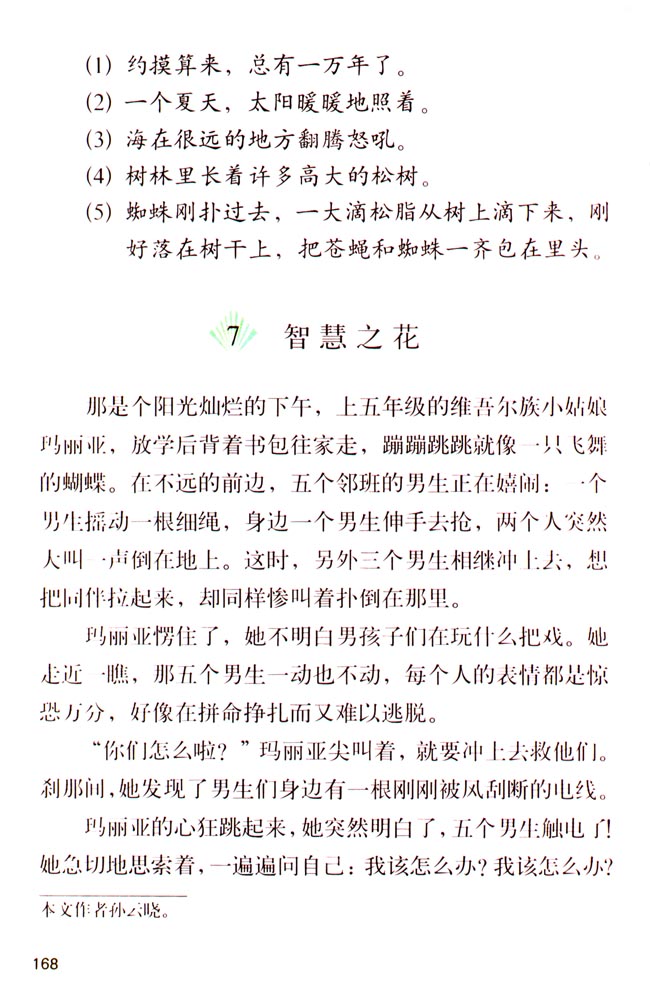 (1) 约摸算来，总有一万年了。
(2) 一个夏天，太阳暖暖地照着。
(3) 海在很远的地方翻腾怒吼。
(4) 树林里长着许多高大的松树。
(5) 蜘蛛刚扑过去，一大滴松脂从树上滴下来，刚
好落在树干上，把苍蝇和蜘蛛一齐包在里头。
7 智慧之花
那是个阳光灿烂的下午，上五年级的维吾尔族小姑娘
玛丽亚，放学后背着书包往家走，蹦蹦跳跳就像一只飞舞
的蝴蝶。在不远的前边，五个邻班的男生正在嬉闹：一个
男生摇动一根细绳，身边一个男生伸手去抢，两个人突然
大叫一声倒在地上。这时，另外三个男生相继冲上去，想
把同伴拉起来，却同样惨叫着扑倒在那里。
玛丽亚愣住了，她不明白男孩子们在玩什么把戏。她
走近一瞧，那五个男生一动也不动，每个人的表情都是惊
恐万分，好像在拼命挣扎而又难以逃脱。
“你们怎么啦？”玛丽亚尖叫着，就要冲上去救他们。
刹那间，她发现了男生们身边有一根刚刚被风刮断的电线。
玛丽亚的心狂跳起来，她突然明白了，五个男生触电了！
她急切地思索着，一遍遍问自己：我该怎么办？我该怎么办？
本文作者孙云晓。
168